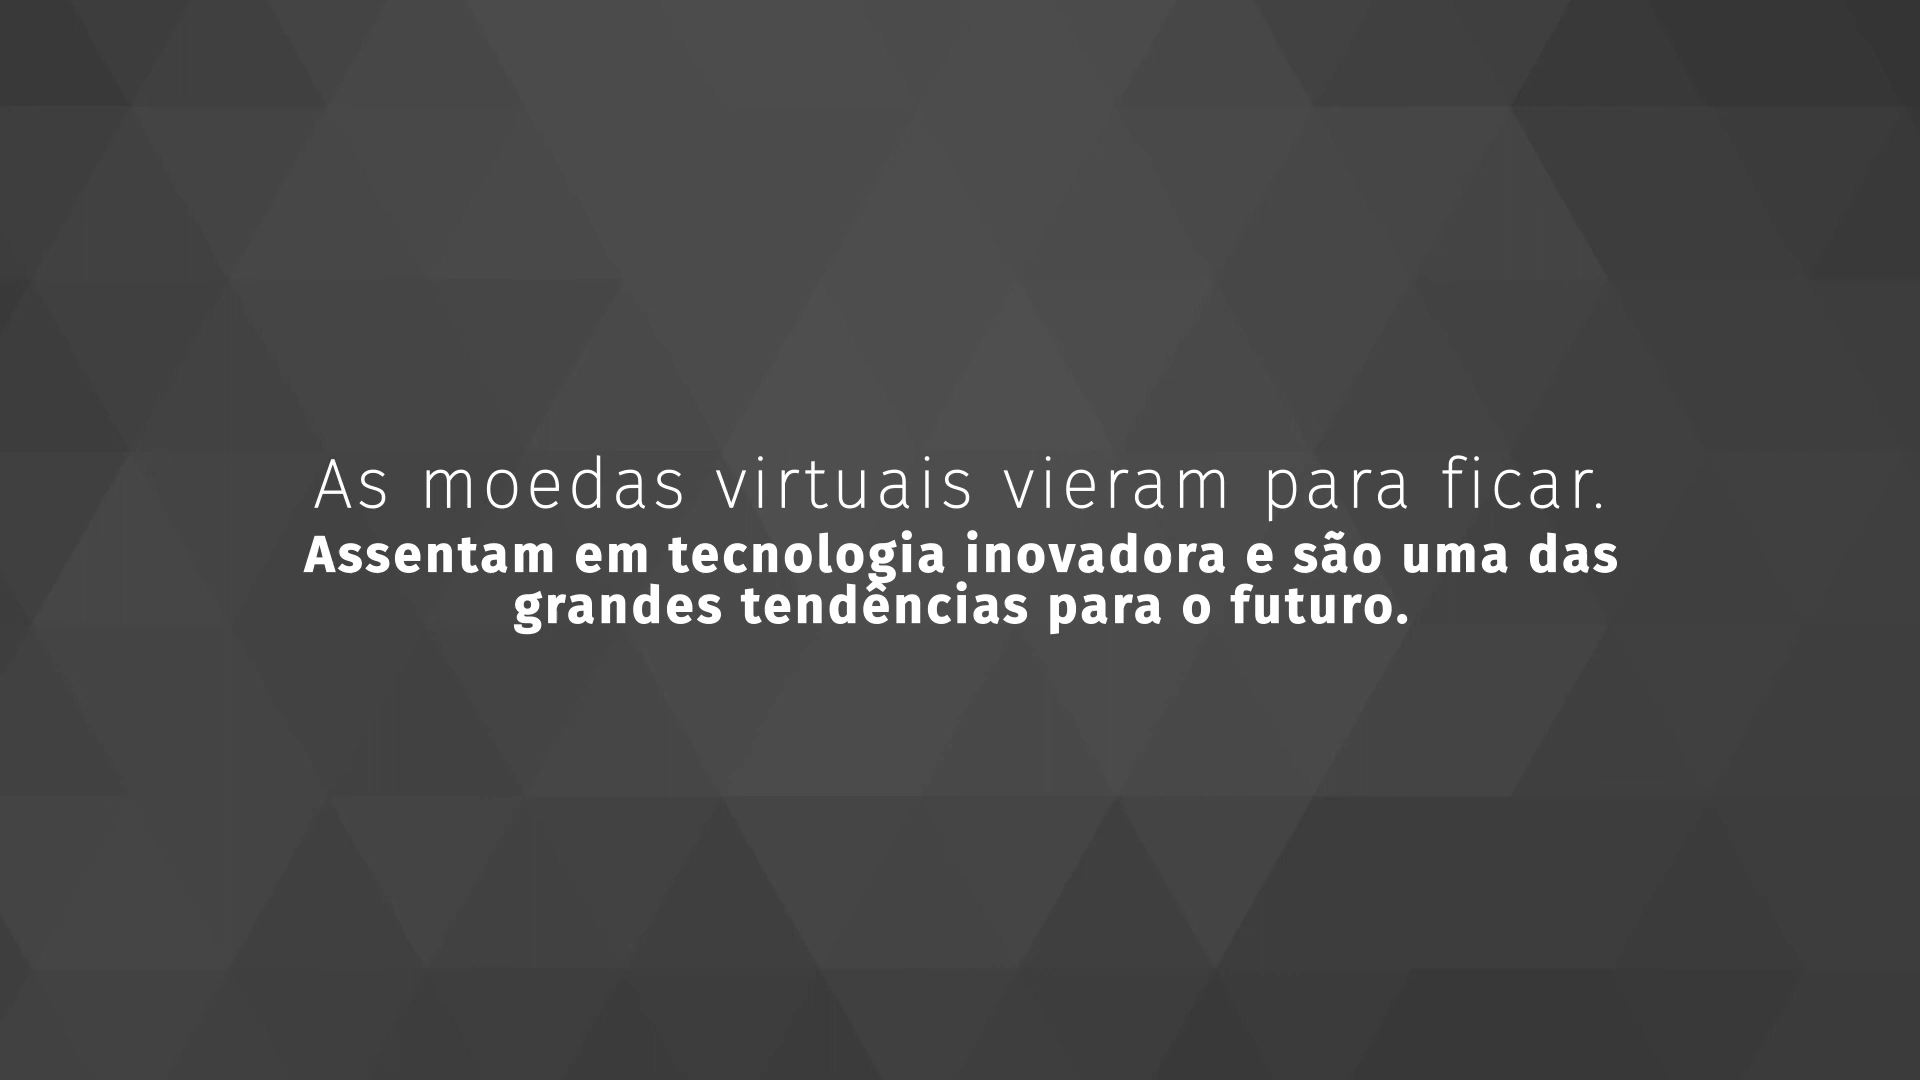 As moedas virtuais vieram para ficar.
Assentam em tecnologia inovadora e são uma das
grandes tendências para o futuro.